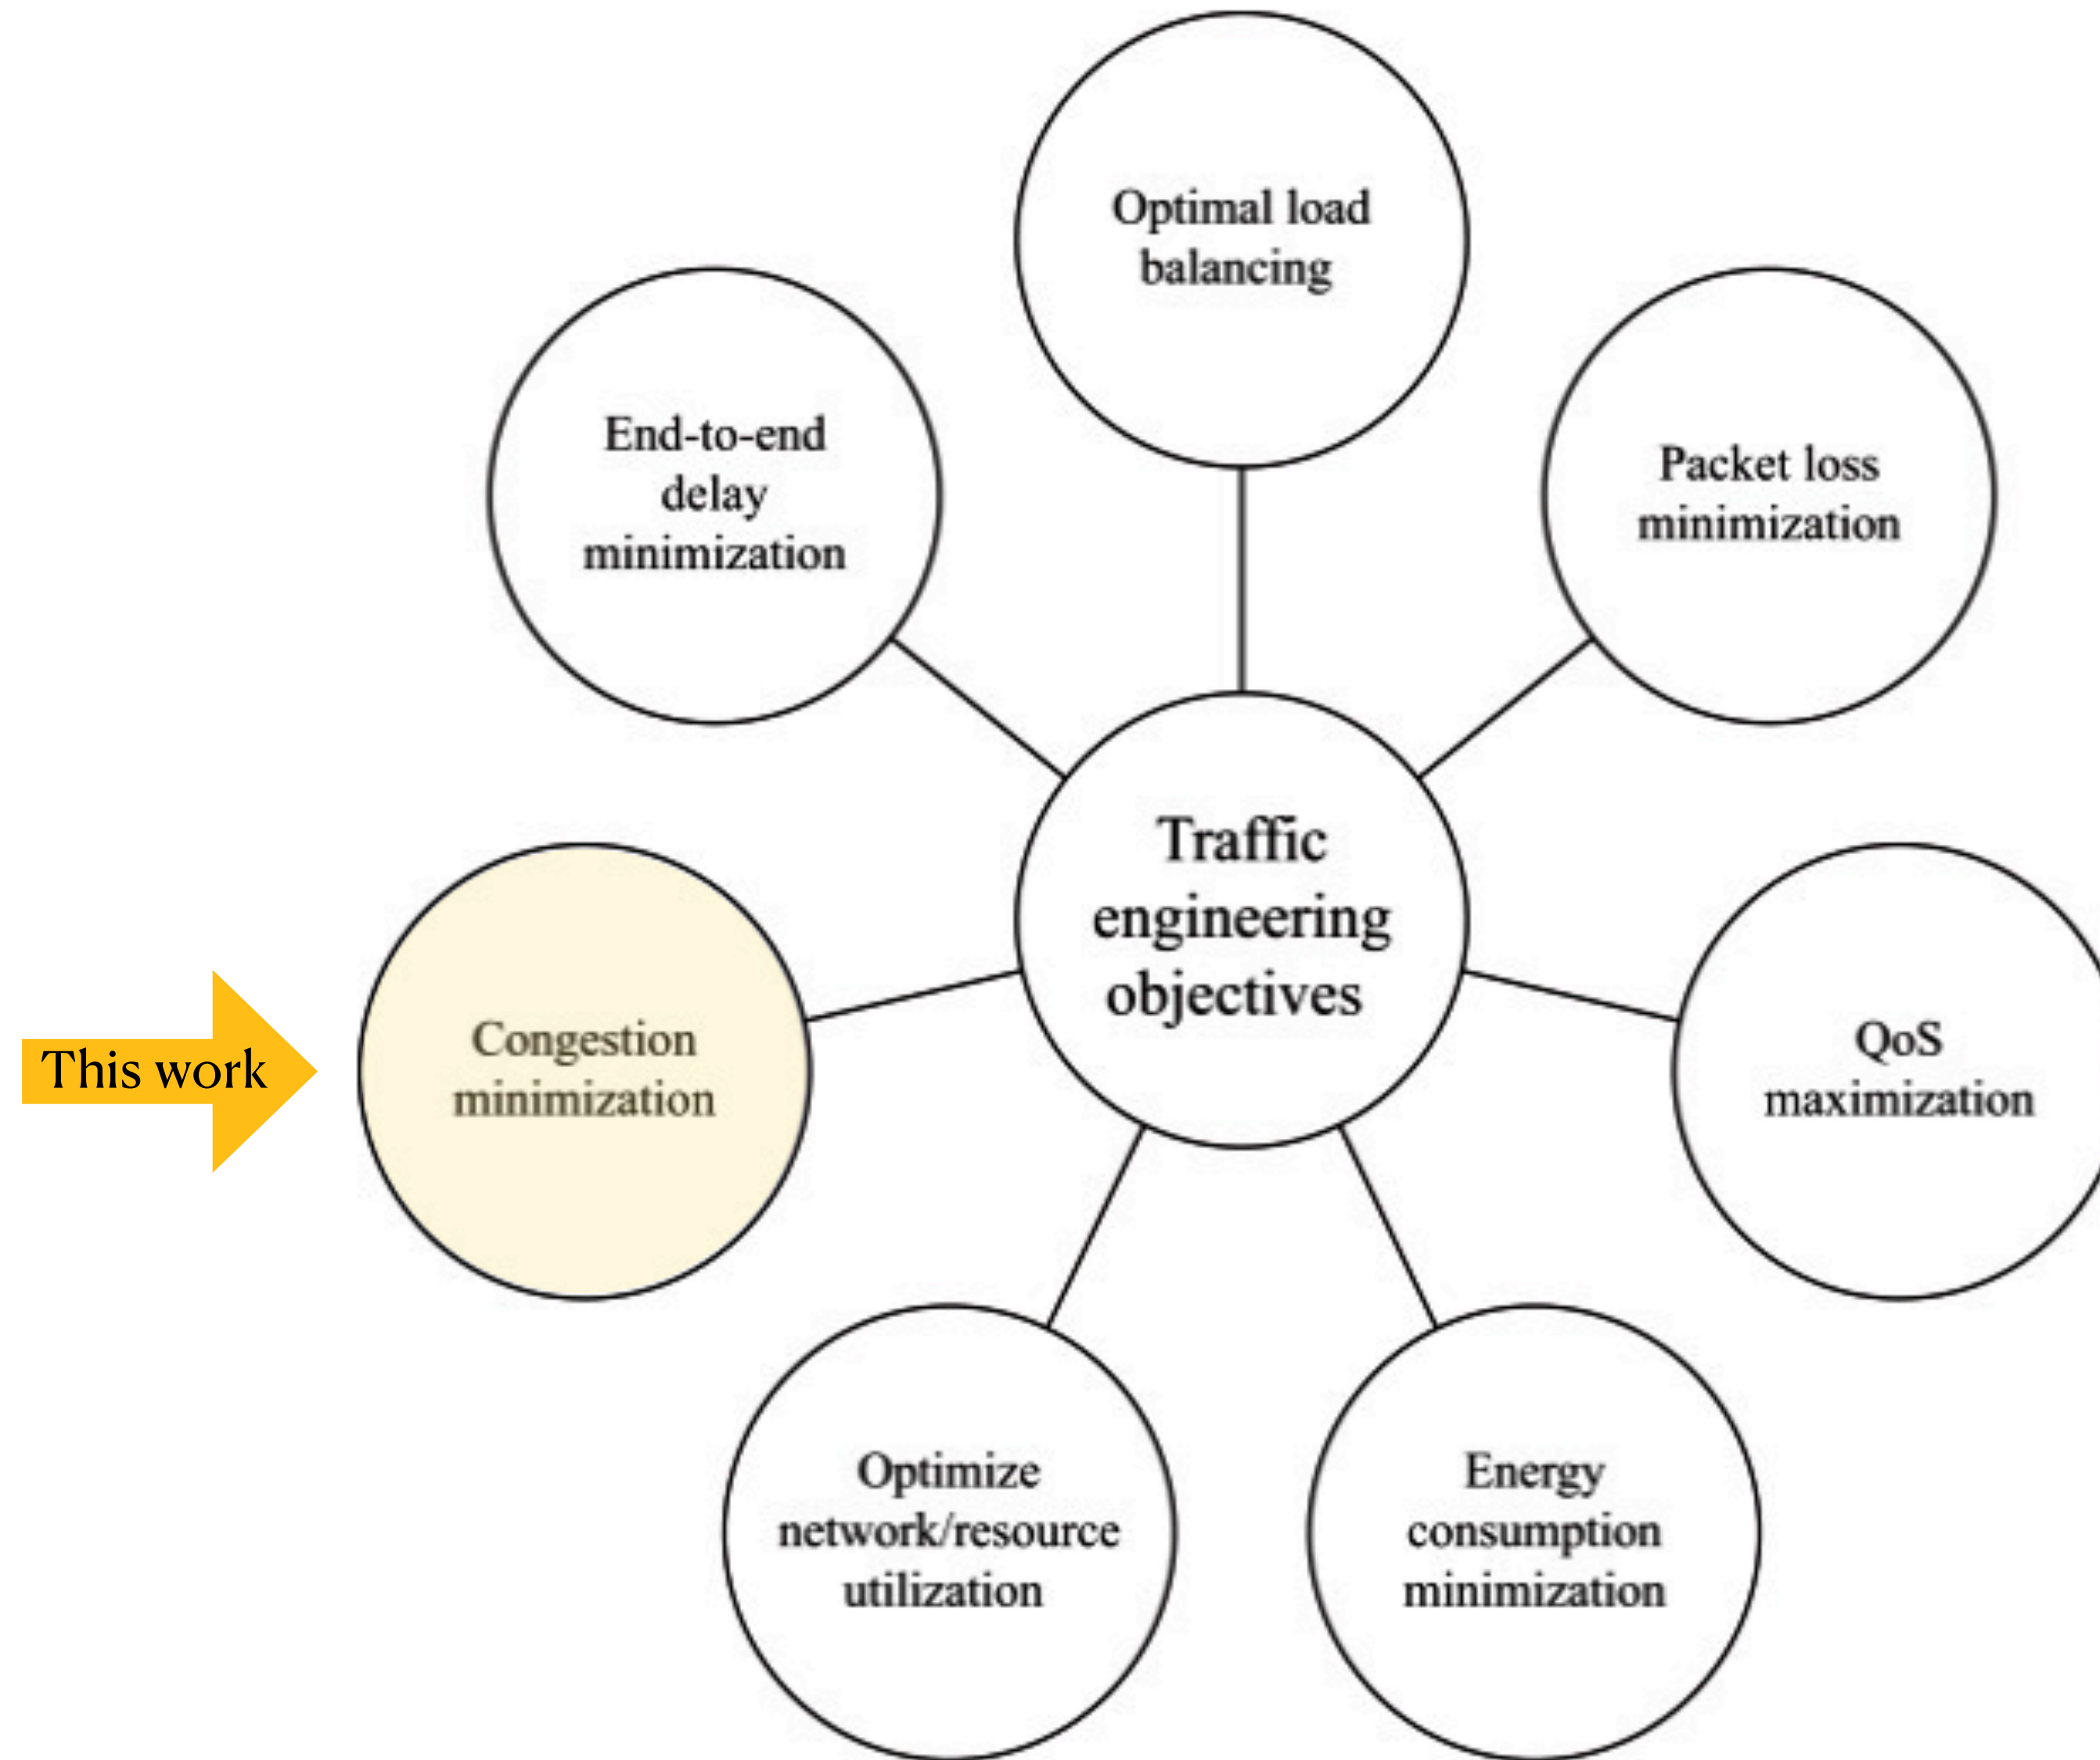 Optimal load
balancing
End-to-end
delay
minimization
Packet loss
minimization
Traffic
engineering
objectives
This work
Congestion
minimization
QoS
maximization
Optimize
network/resource
utilization
Energy
consumption
minimization